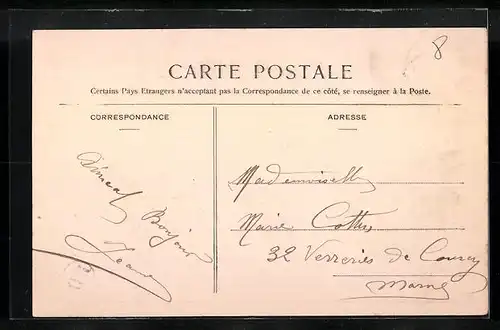 8
CARTE POSTALE
Certains Pays Etrangers n'acceptant pas la Correspondance de ce côté, se renseigner à la Poste.
CORRESPONDANCE
ADRESSE
Bonjour
Mademoiselle
Marie
32 Verreries de Courcy
Marne